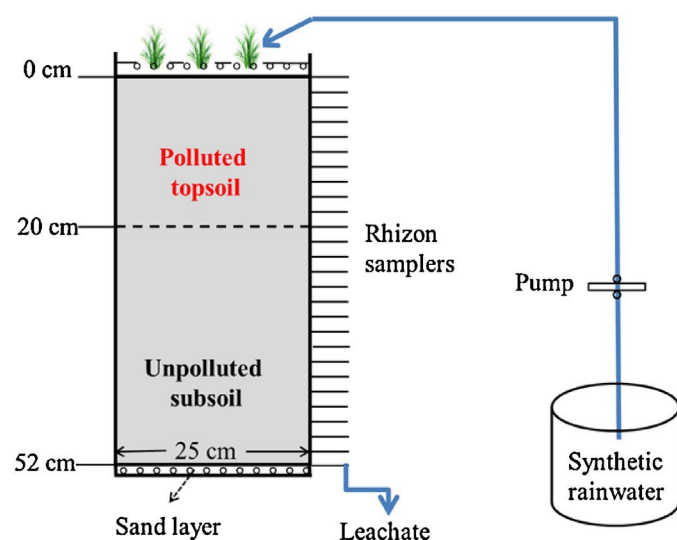 0 cm
Polluted
topsoil
20 cm
Rhizon
samplers
Pump
Unpolluted
subsoil
25 cm
52 cm
Synthetic
rainwater
Sand layer
Leachate